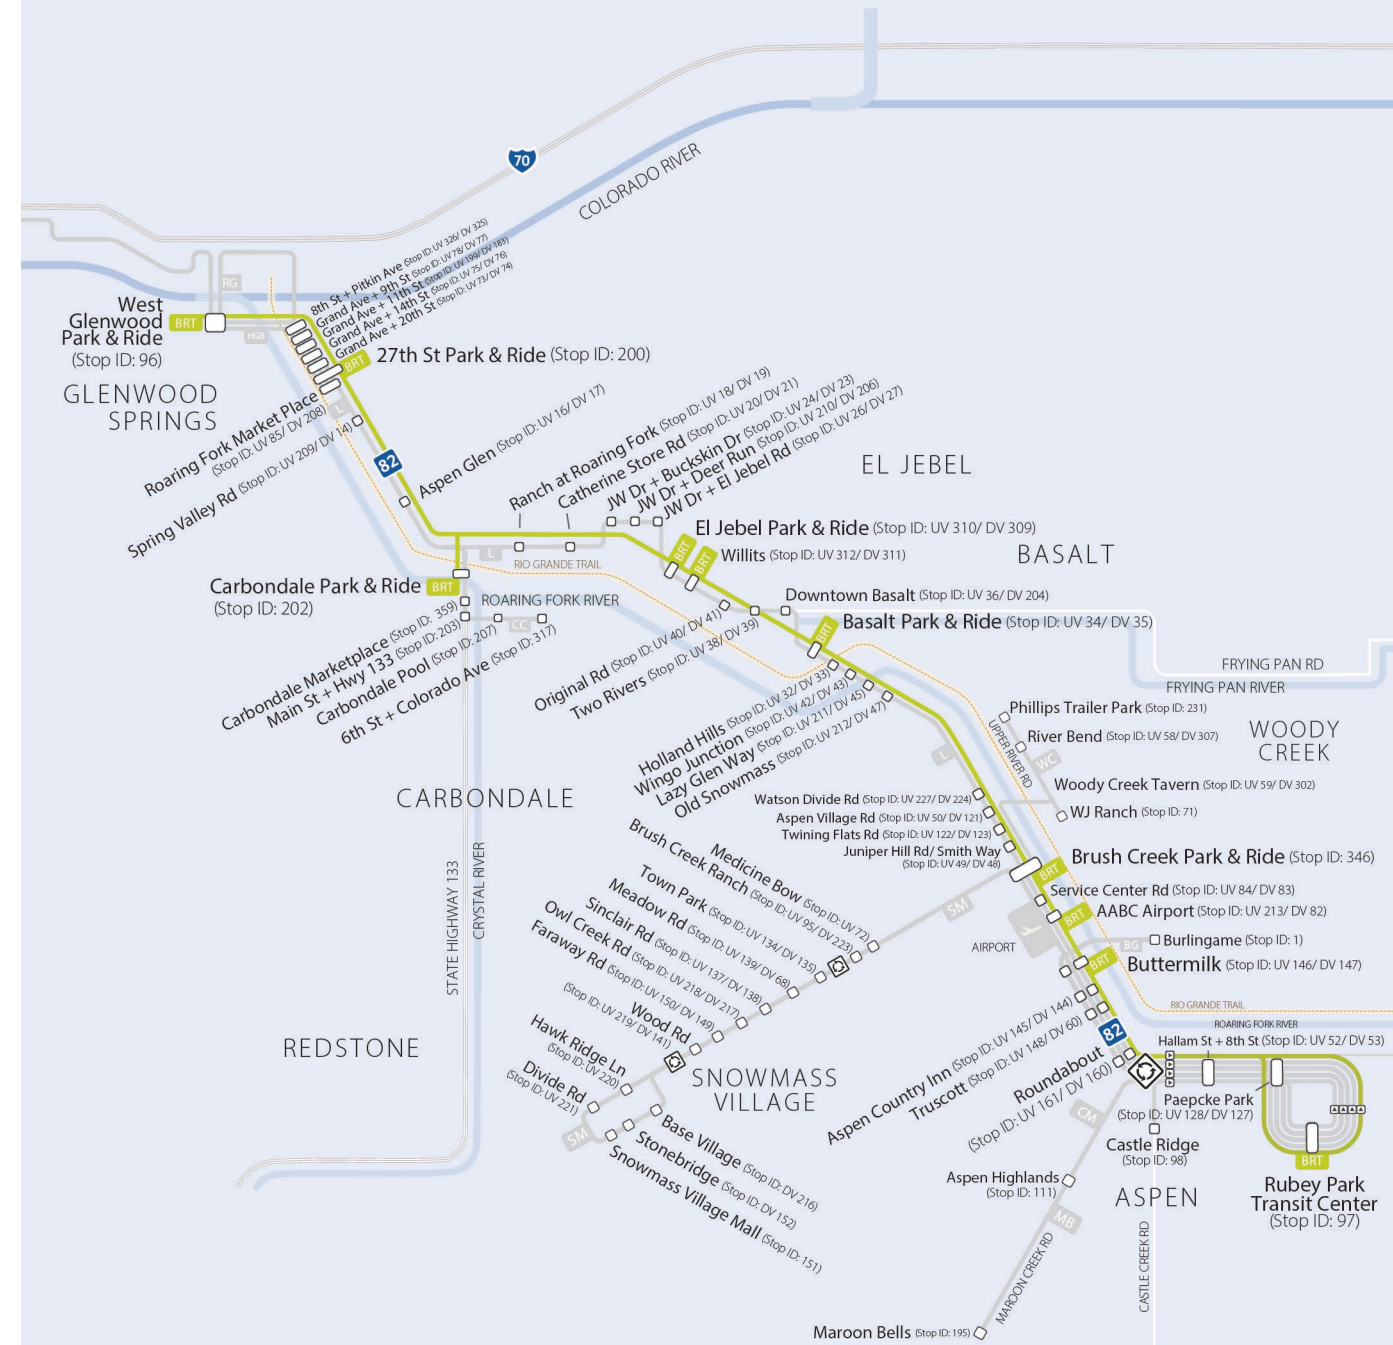 70
COLORADO RIVER
8th St + Pitkin Ave (Stop ID: UV 326/ DV 325)
Grand Ave + 9th St (Stop ID: UV 78/ DV 77)
Grand Ave + 11th St (Stop ID: UV 199/ DV 183)
Grand Ave + 14th St (Stop ID: UV 75/ DV 76)
Grand Ave + 20th St (Stop ID: UV 73/ DV 74)
RG
West
Glenwood
Park & Ride
(Stop ID: 96)
BRT
HGB
BRT
27th St Park & Ride (Stop ID: 200)
GLENWOOD
SPRINGS
Roaring Fork Market Place
(Stop ID: UV 85/ DV 208)
L
Spring Valley Rd (Stop ID: UV 209/ DV 14)
82
Aspen Glen (Stop ID: UV 16/ DV 17)
Ranch at Roaring Fork (Stop ID: UV 18/ DV 19)
Catherine Store Rd (Stop ID: UV 20/ DV 21)
JW Dr + Buckskin Dr (Stop ID: UV 24/ DV 23)
JW Dr + Deer Run (Stop ID: UV 210/ DV 206)
JW Dr + El Jebel Rd (Stop ID: UV 26/ DV 27)
EL JEBEL
El Jebel Park & Ride (Stop ID: UV 310/ DV 309)
BRT
BRT
Willits (Stop ID: UV 312/ DV 311)
BASALT
L
RIO GRANDE TRAIL
Carbondale Park & Ride
(Stop ID: 202)
BRT
ROARING FORK RIVER
CC
Carbondale Marketplace (Stop ID: 359)
Main St + Hwy 133 (Stop ID: 203)
Carbondale Pool (Stop ID: 207)
6th St + Colorado Ave (Stop ID: 317)
Downtown Basalt (Stop ID: UV 36/ DV 204)
BRT
Basalt Park & Ride (Stop ID: UV 34/ DV 35)
Original Rd (Stop ID: UV 40/ DV 41)
Two Rivers (Stop ID: UV 38/ DV 39)
FRYING PAN RD
FRYING PAN RIVER
Holland Hills (Stop ID: UV 32/ DV 33)
Wingo Junction (Stop ID: UV 42/ DV 43)
Lazy Glen Way (Stop ID: UV 211/ DV 45)
Old Snowmass (Stop ID: UV 212/ DV 47)
L
Phillips Trailer Park (Stop ID: 231)
River Bend (Stop ID: UV 58/ DV 307)
UPPER RIVER RD
WC
WOODY
CREEK
Woody Creek Tavern (Stop ID: UV 59/ DV 302)
WJ Ranch (Stop ID: 71)
CARBONDALE
STATE HIGHWAY 133
CRYSTAL RIVER
Watson Divide Rd (Stop ID: UV 227/ DV 224)
Aspen Village Rd (Stop ID: UV 50/ DV 121)
Twining Flats Rd (Stop ID: UV 122/ DV 123)
Juniper Hill Rd/ Smith Way
(Stop ID: UV 49/ DV 48)
BRT
Brush Creek Park & Ride (Stop ID: 346)
Service Center Rd (Stop ID: UV 84/ DV 83)
BRT
AABC Airport (Stop ID: UV 213/ DV 82)
AIRPORT
BG
Burlingame (Stop ID: 1)
BRT
Buttermilk (Stop ID: UV 146/ DV 147)
SM
Medicine Bow (Stop ID: UV 72)
Brush Creek Ranch (Stop ID: UV 95/ DV 223)
Town Park (Stop ID: UV 134/ DV 135)
Meadow Rd (Stop ID: UV 139/ DV 68)
Sinclair Rd (Stop ID: UV 137/ DV 138)
Owl Creek Rd (Stop ID: UV 218/ DV 217)
Faraway Rd (Stop ID: UV 150/ DV 149)
Wood Rd
(Stop ID: UV 219/ DV 141)
Hawk Ridge Ln
(Stop ID: UV 220)
Divide Rd
(Stop ID: UV 221)
SM
SNOWMASS
VILLAGE
Base Village (Stop ID: DV 216)
Stonebridge (Stop ID: DV 152)
Snowmass Village Mall (Stop ID: 151)
REDSTONE
RIO GRANDE TRAIL
ROARING FORK RIVER
82
Aspen Country Inn (Stop ID: UV 145/ DV 144)
Truscott (Stop ID: UV 148/ DV 60)
Roundabout
(Stop ID: UV 161/ DV 160)
Hallam St + 8th St (Stop ID: UV 52/ DV 53)
Paepcke Park
(Stop ID: UV 128/ DV 127)
CM
Castle Ridge
(Stop ID: 98)
BRT
Rubey Park
Transit Center
(Stop ID: 97)
Aspen Highlands
(Stop ID: 111)
ASPEN
MB
MAROON CREEK RD
CASTLE CREEK RD
Maroon Bells (Stop ID: 195)